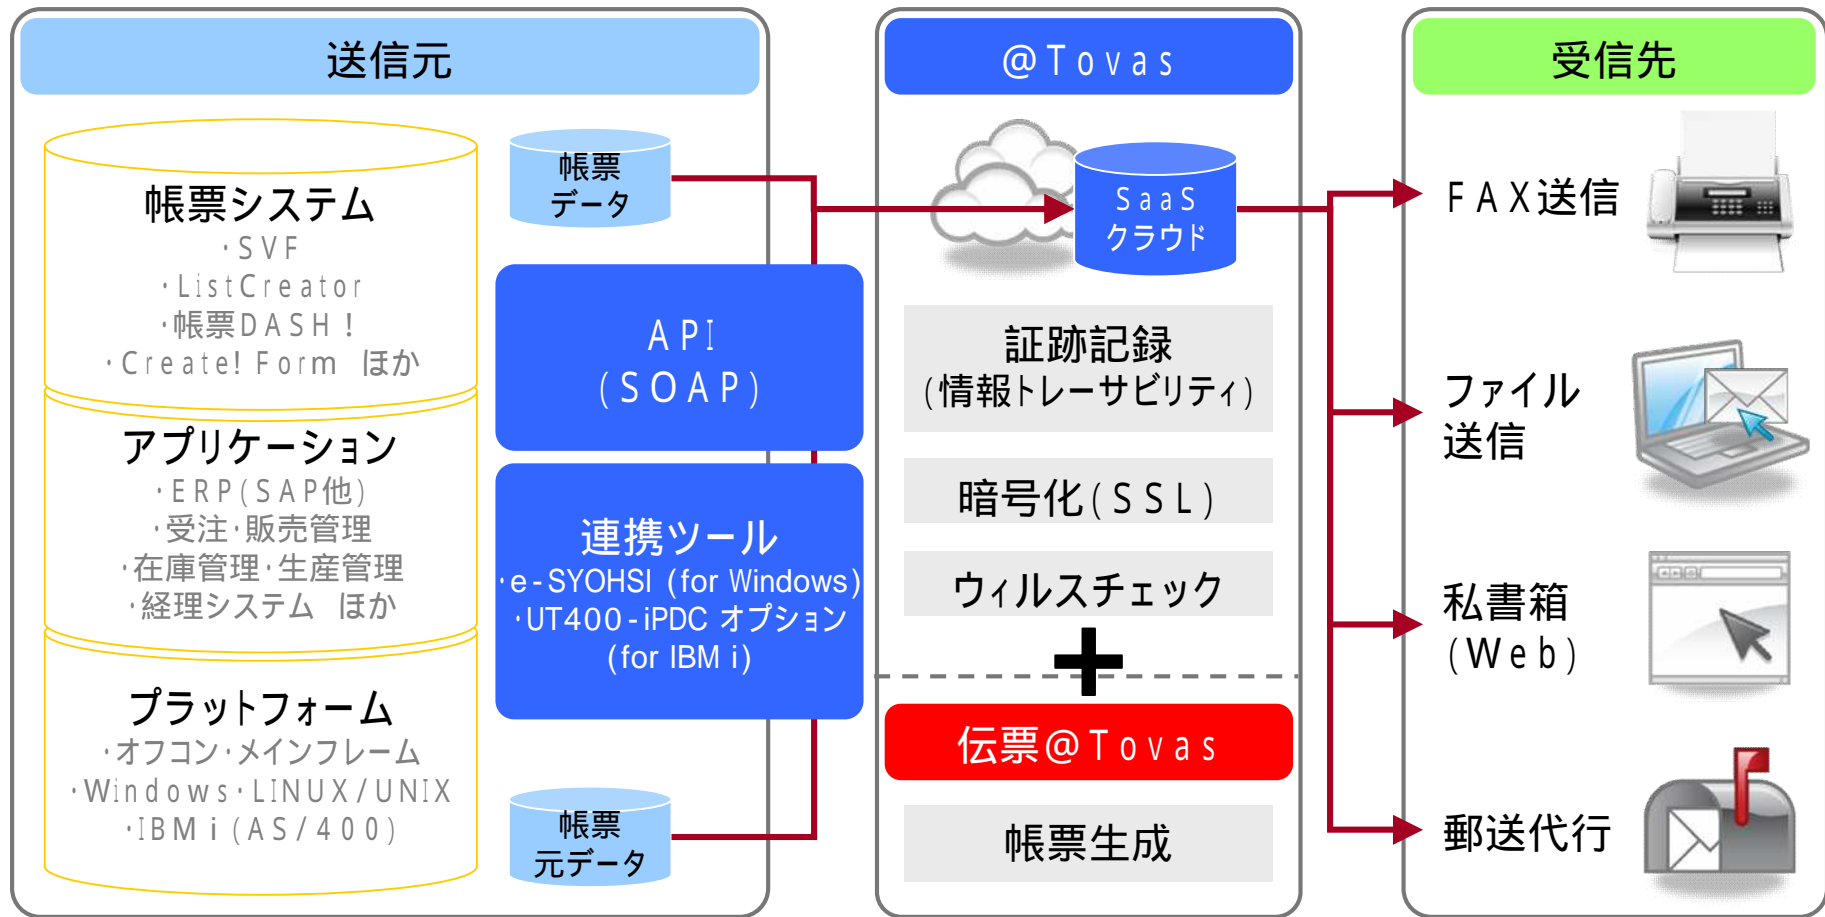 送信元
帳票システム
・SVF
・ListCreator
・帳票DASH！
・Create!Form ほか
アプリケーション
・ERP(SAP他)
・受注・販売管理
・在庫管理・生産管理
・経理システム ほか
プラットフォーム
・オフコン・メインフレーム
・Windows・LINUX/UNIX
・IBM i (AS/400)
帳票
データ
API
(SOAP)
連携ツール
・e-SYOHSI (for Windows)
・UT400-iPDC オプション
(for IBM i)
帳票
元データ
@Tovas
SaaS
クラウド
証跡記録
(情報トレーサビリティ)
暗号化(SSL)
ウィルスチェック
伝票@Tovas
帳票生成
受信先
FAX送信
ファイル
送信
私書箱
(Web)
郵送代行